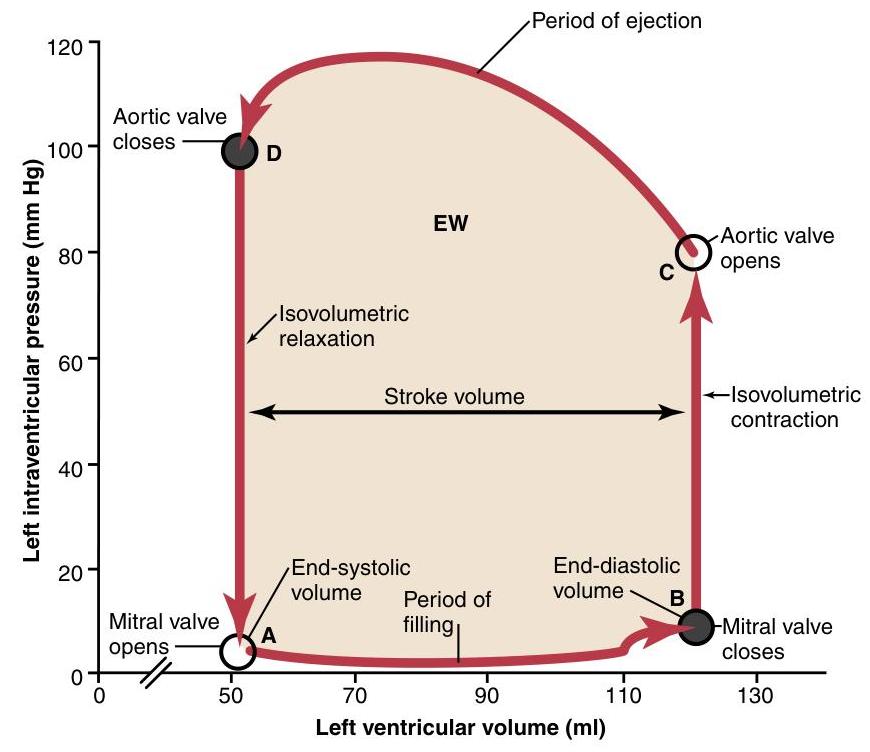 Period of ejection
120
Aortic valve
closes
100
D
EW
Aortic valve
opens
80
C
Isovolumetric
relaxation
60
Stroke volume
Isovolumetric
contraction
40
Left intraventricular pressure (mm Hg)
20
End-systolic
volume
End-diastolic
volume
Period of
filling
B
Mitral valve
opens
A
Mitral valve
closes
0
0
50
70
90
110
130
Left ventricular volume (ml)